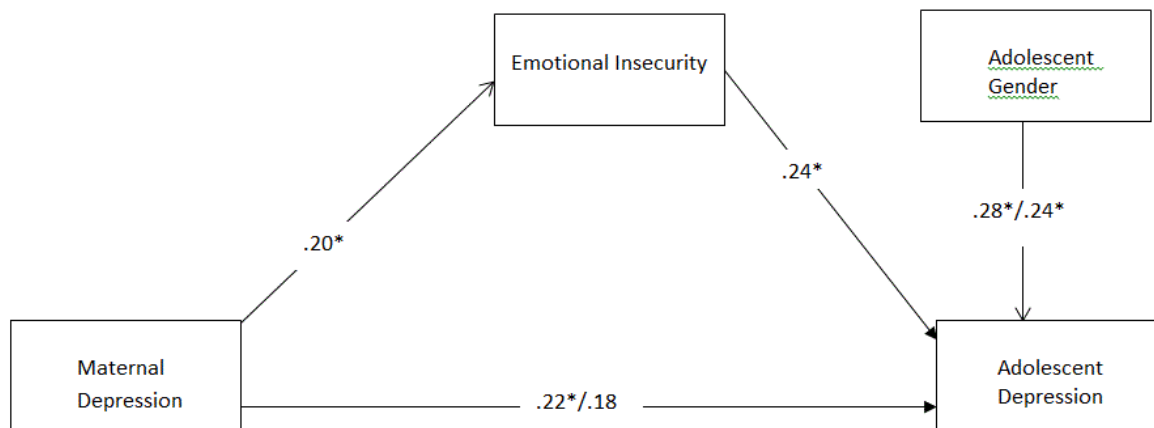 Emotional Insecurity
Adolescent
Gender
.24*
.28*/.24*
.20*
Maternal
Depression
.22*/.18
Adolescent
Depression